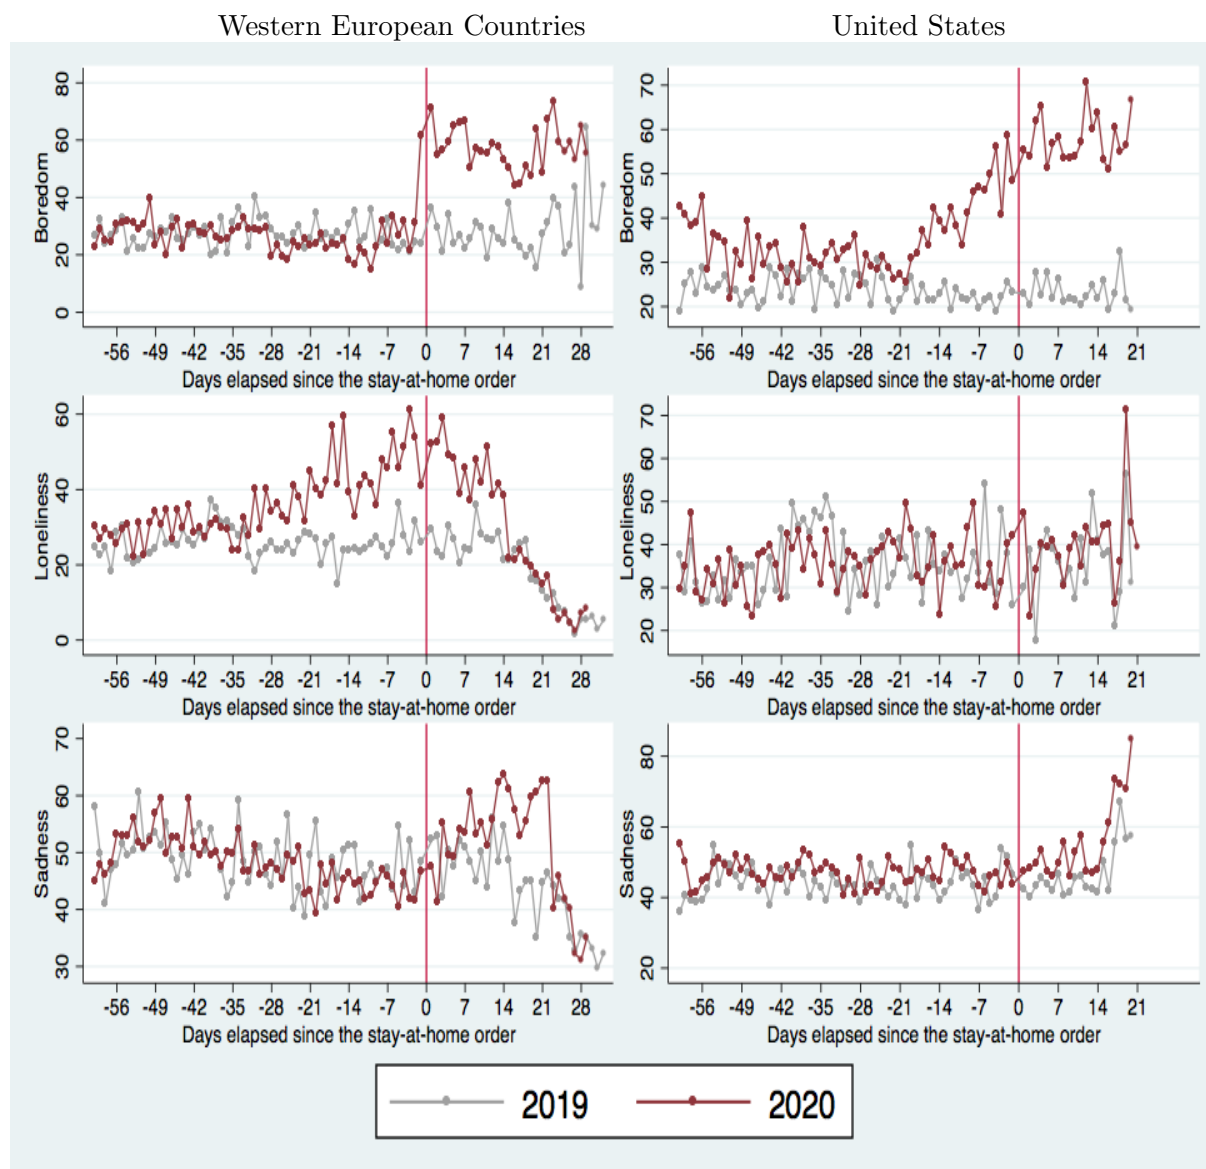 Western European Countries United States
80
60
40
20
0
Boredom
-56 -49 -42 -35 -28 -21 -14 -7 0 7 14 21 28
Days elapsed since the stay-at-home order
70
60
50
40
30
20
Boredom
-56 -49 -42 -35 -28 -21 -14 -7 0 7 14 21
Days elapsed since the stay-at-home order
60
40
20
0
Loneliness
-56 -49 -42 -35 -28 -21 -14 -7 0 7 14 21 28
Days elapsed since the stay-at-home order
70
60
50
40
30
20
Loneliness
-56 -49 -42 -35 -28 -21 -14 -7 0 7 14 21
Days elapsed since the stay-at-home order
70
60
50
40
30
Sadness
-56 -49 -42 -35 -28 -21 -14 -7 0 7 14 21 28
Days elapsed since the stay-at-home order
80
60
40
20
Sadness
-56 -49 -42 -35 -28 -21 -14 -7 0 7 14 21
Days elapsed since the stay-at-home order
2019 2020